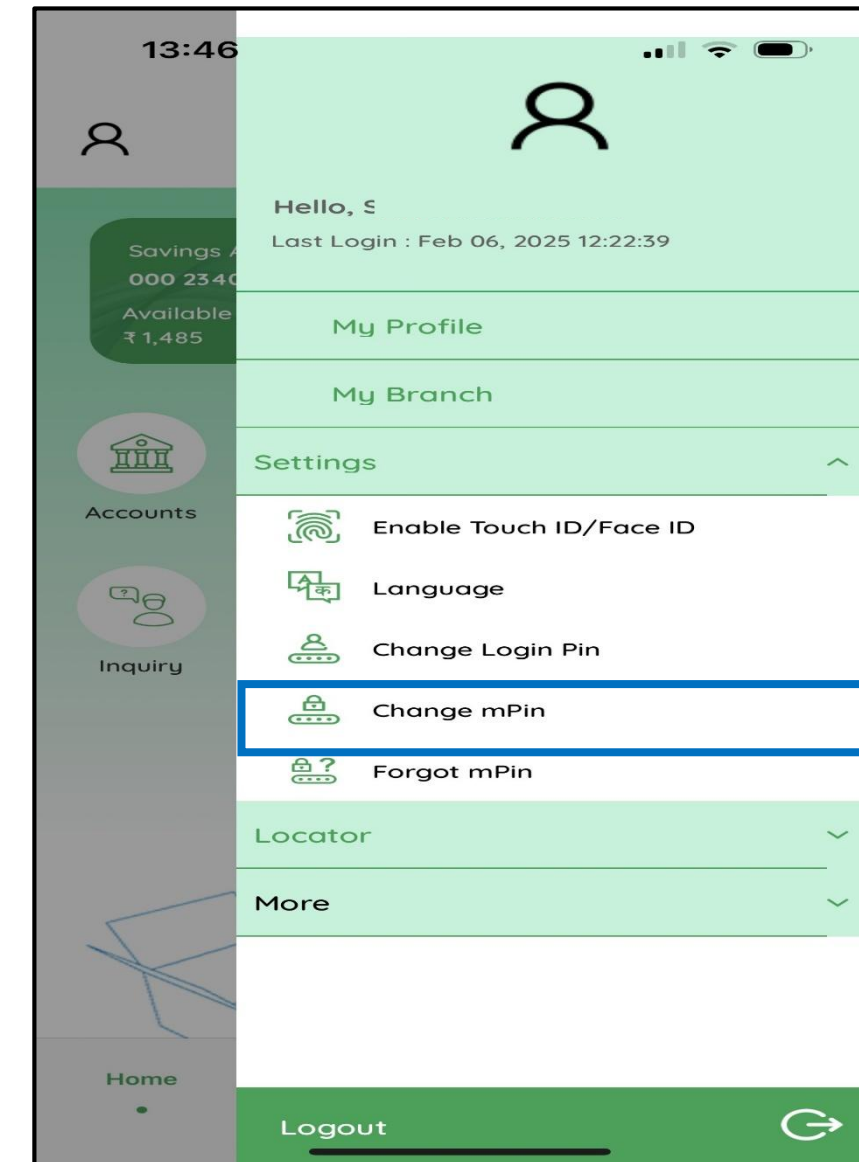 13:46
Savings
000 2340
Available
₹ 1,485
Accounts
Inquiry
Home
Hello, S
Last Login : Feb 06, 2025 12:22:39
My Profile
My Branch
Settings
Enable Touch ID/Face ID
Language
Change Login Pin
Change mPin
Forgot mPin
Locator
More
Logout